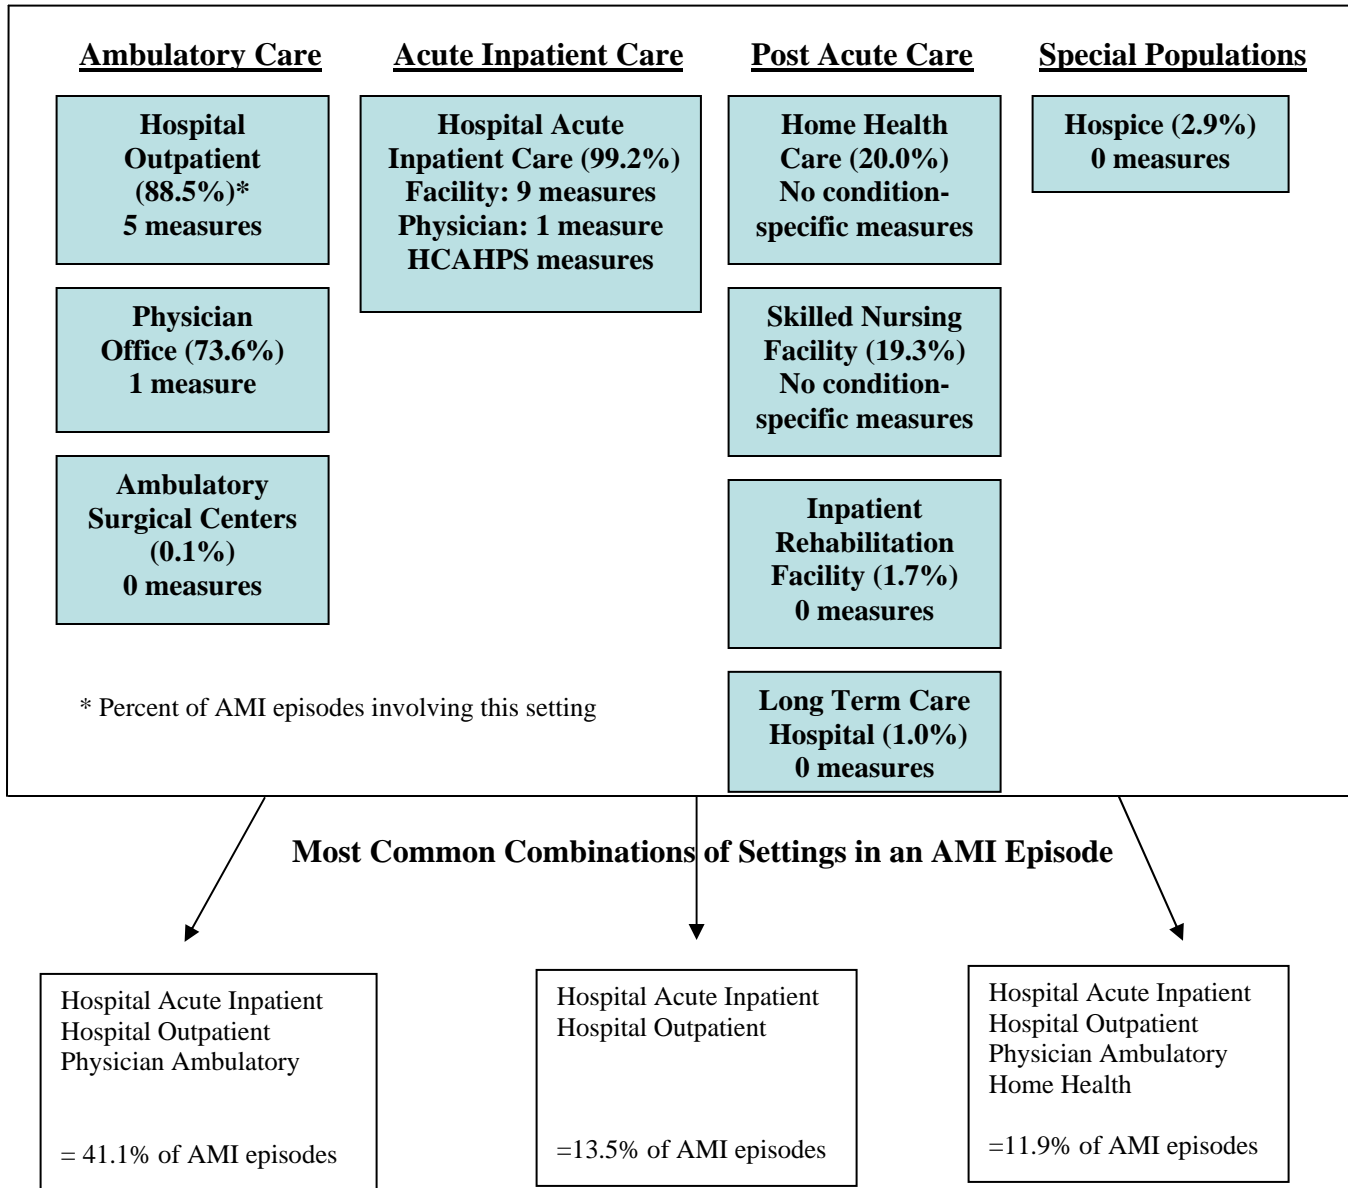 Ambulatory Care
Hospital
Outpatient
(88.5%)*
5 measures
Physician
Office (73.6%)
1 measure
Ambulatory
Surgical Centers
(0.1%)
0 measures
Acute Inpatient Care
Hospital Acute
Inpatient Care (99.2%)
Facility: 9 measures
Physician: 1 measure
HCAHPS measures
Post Acute Care
Home Health
Care (20.0%)
No condition-
specific measures
Skilled Nursing
Facility (19.3%)
No condition-
specific measures
Inpatient
Rehabilitation
Facility (1.7%)
0 measures
Long Term Care
Hospital (1.0%)
0 measures
Special Populations
Hospice (2.9%)
0 measures
* Percent of AMI episodes involving this setting
Most Common Combinations of Settings in an AMI Episode
Hospital Acute Inpatient
Hospital Outpatient
Physician Ambulatory
= 41.1% of AMI episodes
Hospital Acute Inpatient
Hospital Outpatient
=13.5% of AMI episodes
Hospital Acute Inpatient
Hospital Outpatient
Physician Ambulatory
Home Health
=11.9% of AMI episodes